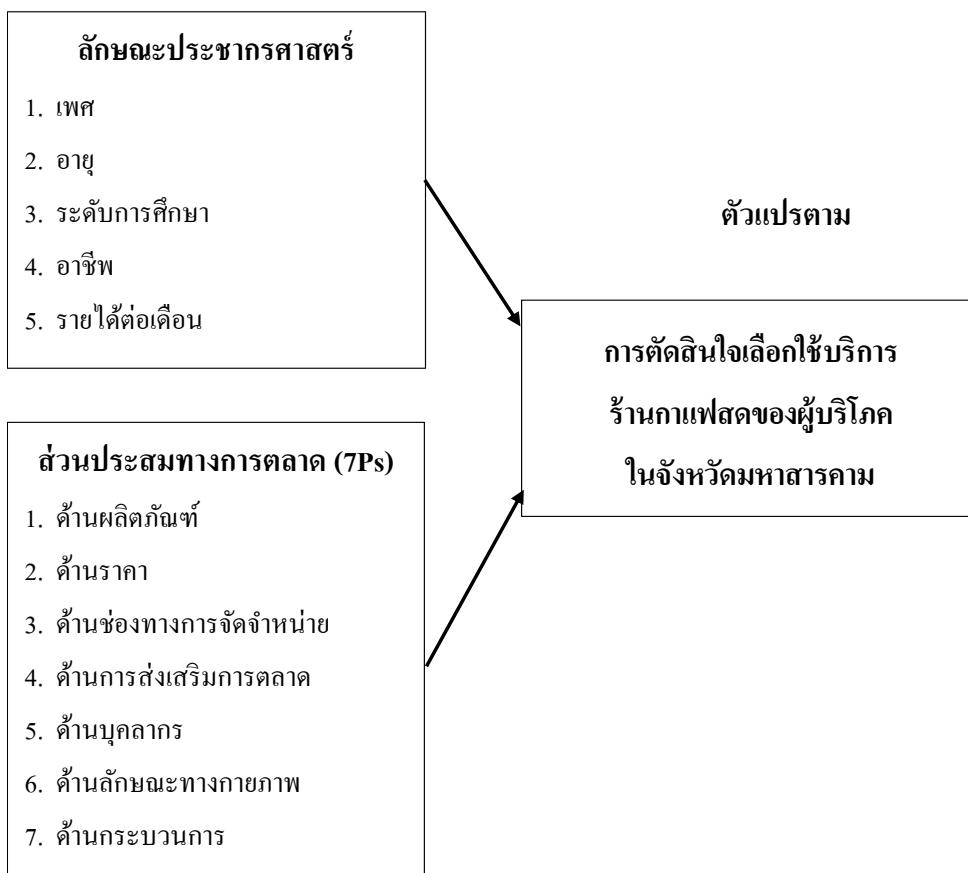 ลักษณะประชากรศาสตร์
1. เพศ
2. อายุ
3. ระดับการศึกษา
4. อาชีพ
5. รายได้ต่อเดือน
ส่วนประสมทางการตลาด (7Ps)
1. ด้านผลิตภัณฑ์
2. ด้านราคา
3. ด้านช่องทางการจัดจำหน่าย
4. ด้านการส่งเสริมการตลาด
5. ด้านบุคลากร
6. ด้านลักษณะทางกายภาพ
7. ด้านกระบวนการ
ตัวแปรตาม
การตัดสินใจเลือกใช้บริการ
ร้านกาแฟสดของผู้บริโภค
ในจังหวัดมหาสารคาม